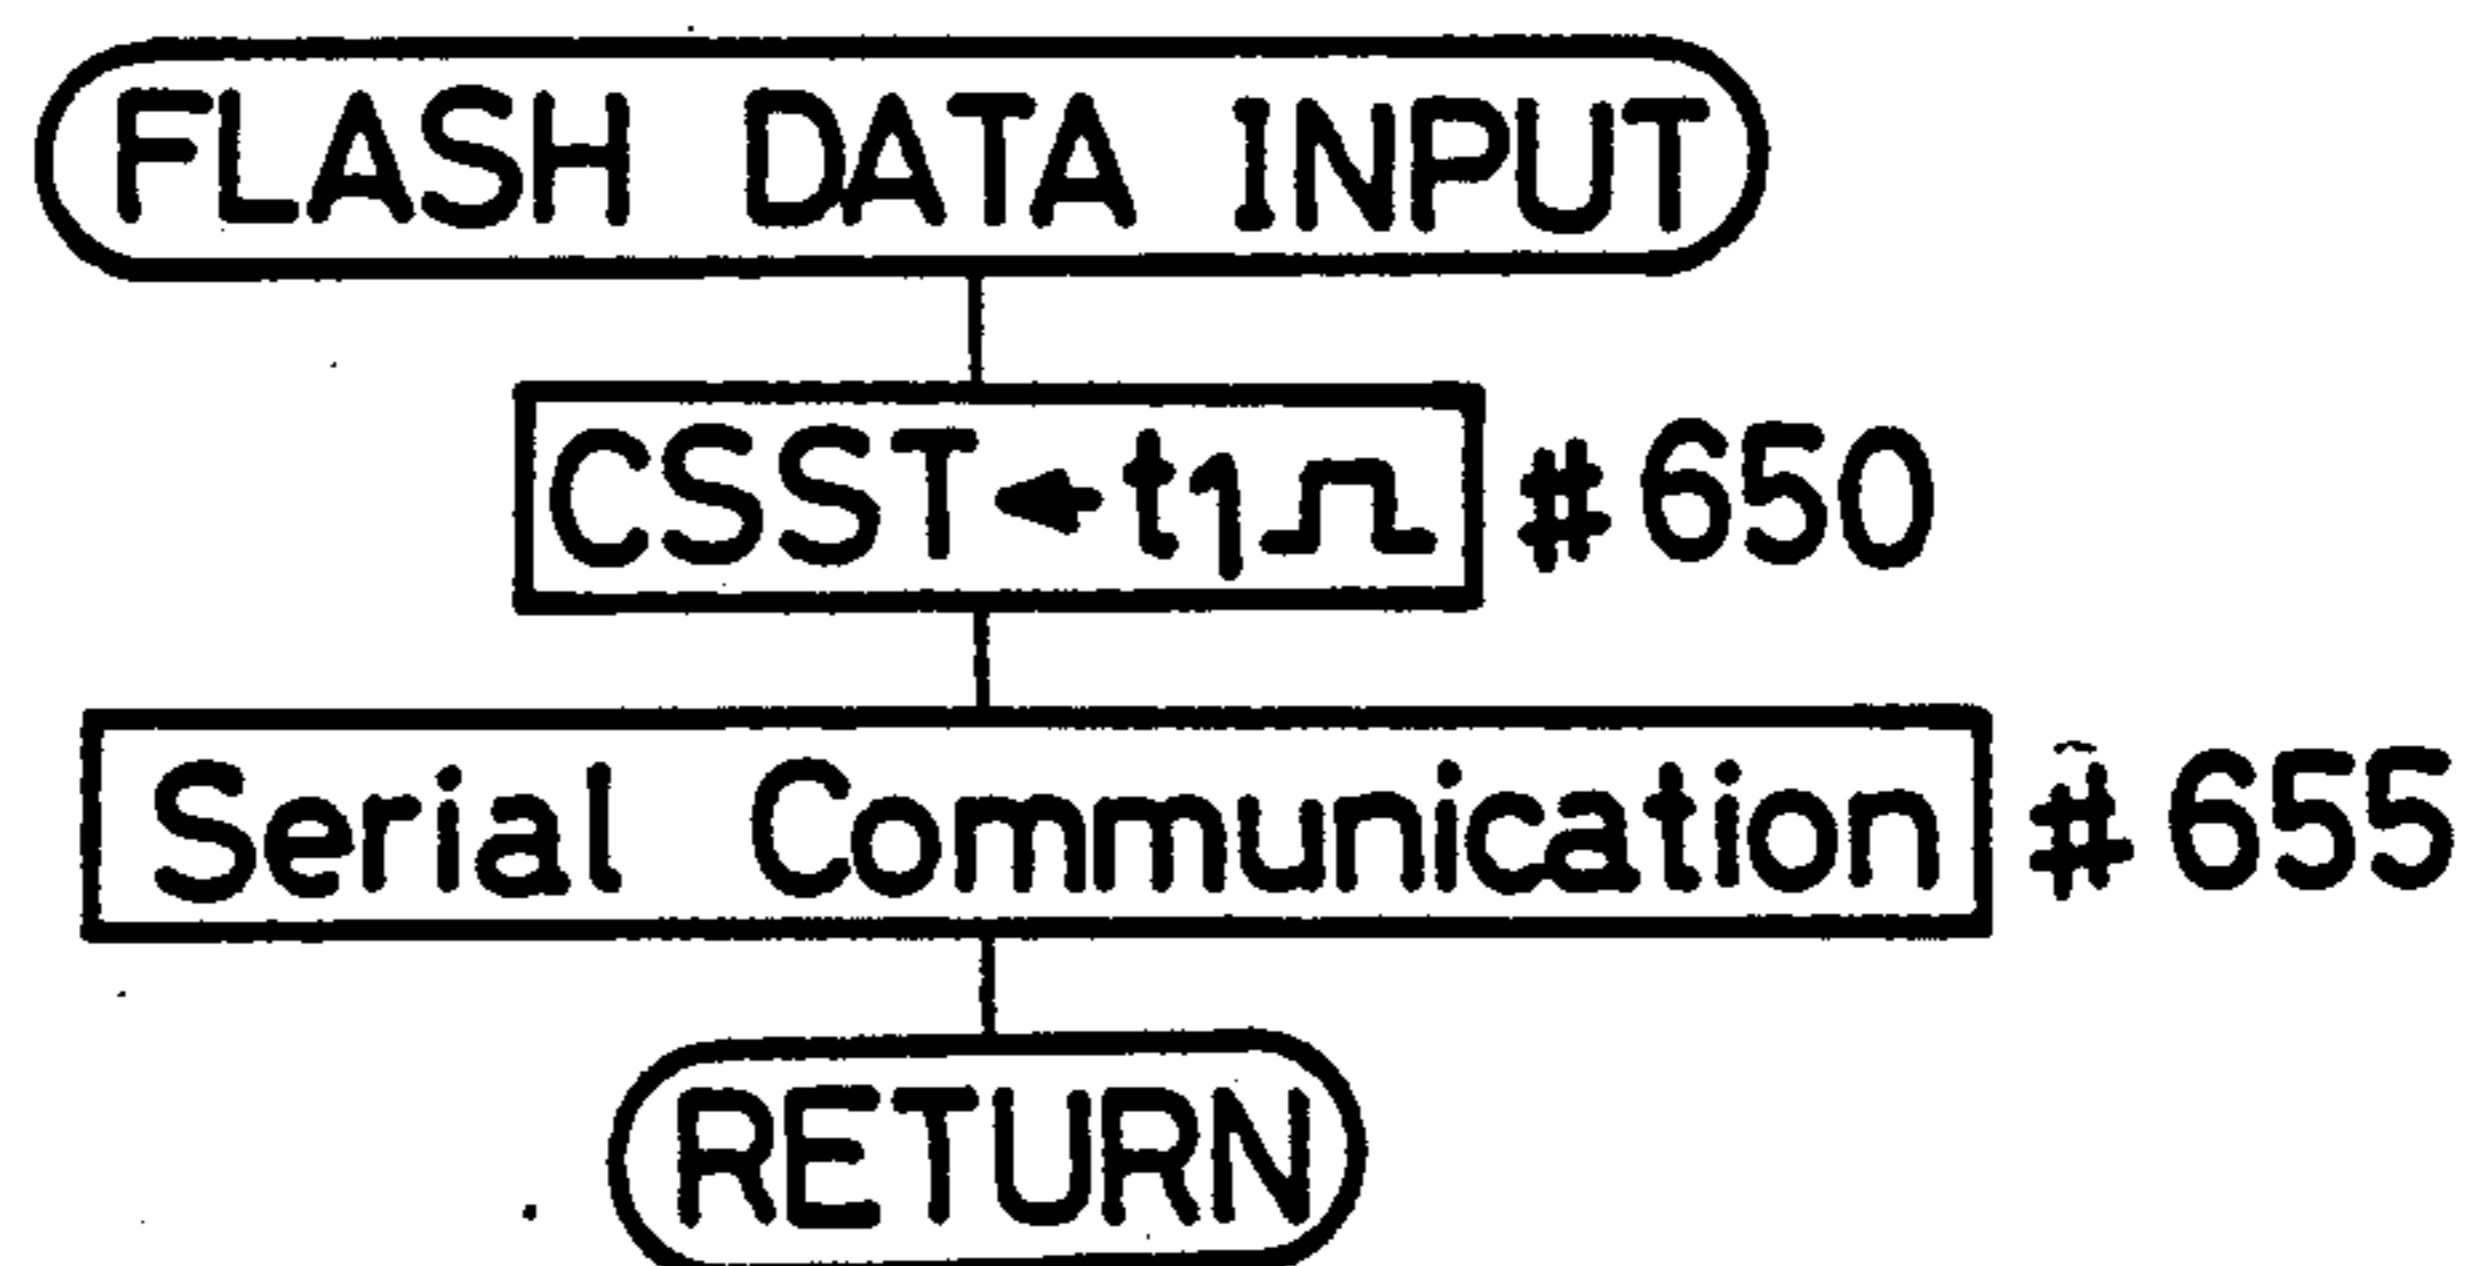 FLASH DATA INPUT
CSST←t1⎍ #650
Serial Communication #655
RETURN